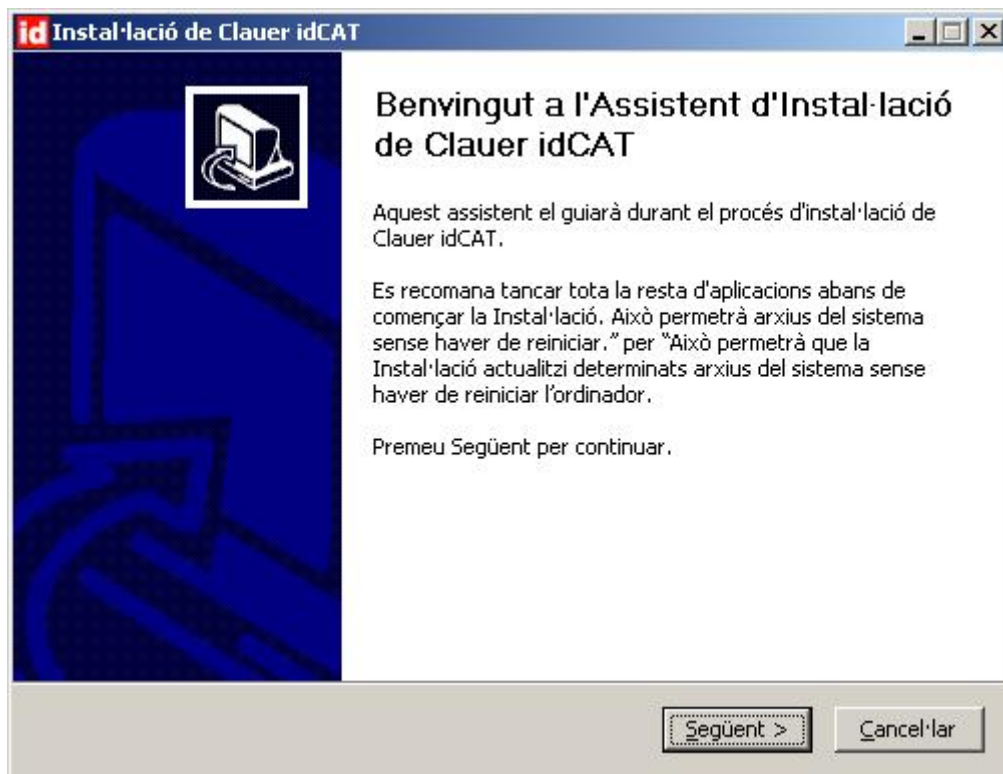 id Instal·lació de Clauer idCAT
Benvingut a l'Assistent d'Instal·lació
de Clauer idCAT
Aquest assistent el guiarà durant el procés d'instal·lació de
Clauer idCAT.
Es recomana tancar tota la resta d'aplicacions abans de
començar la Instal·lació. Això permetrà arxius del sistema
sense haver de reiniciar.” per “Això permetrà que la
Instal·lació actualitzi determinats arxius del sistema sense
haver de reiniciar l’ordinador.
Premeu Següent per continuar.
Següent >
Cancel·lar